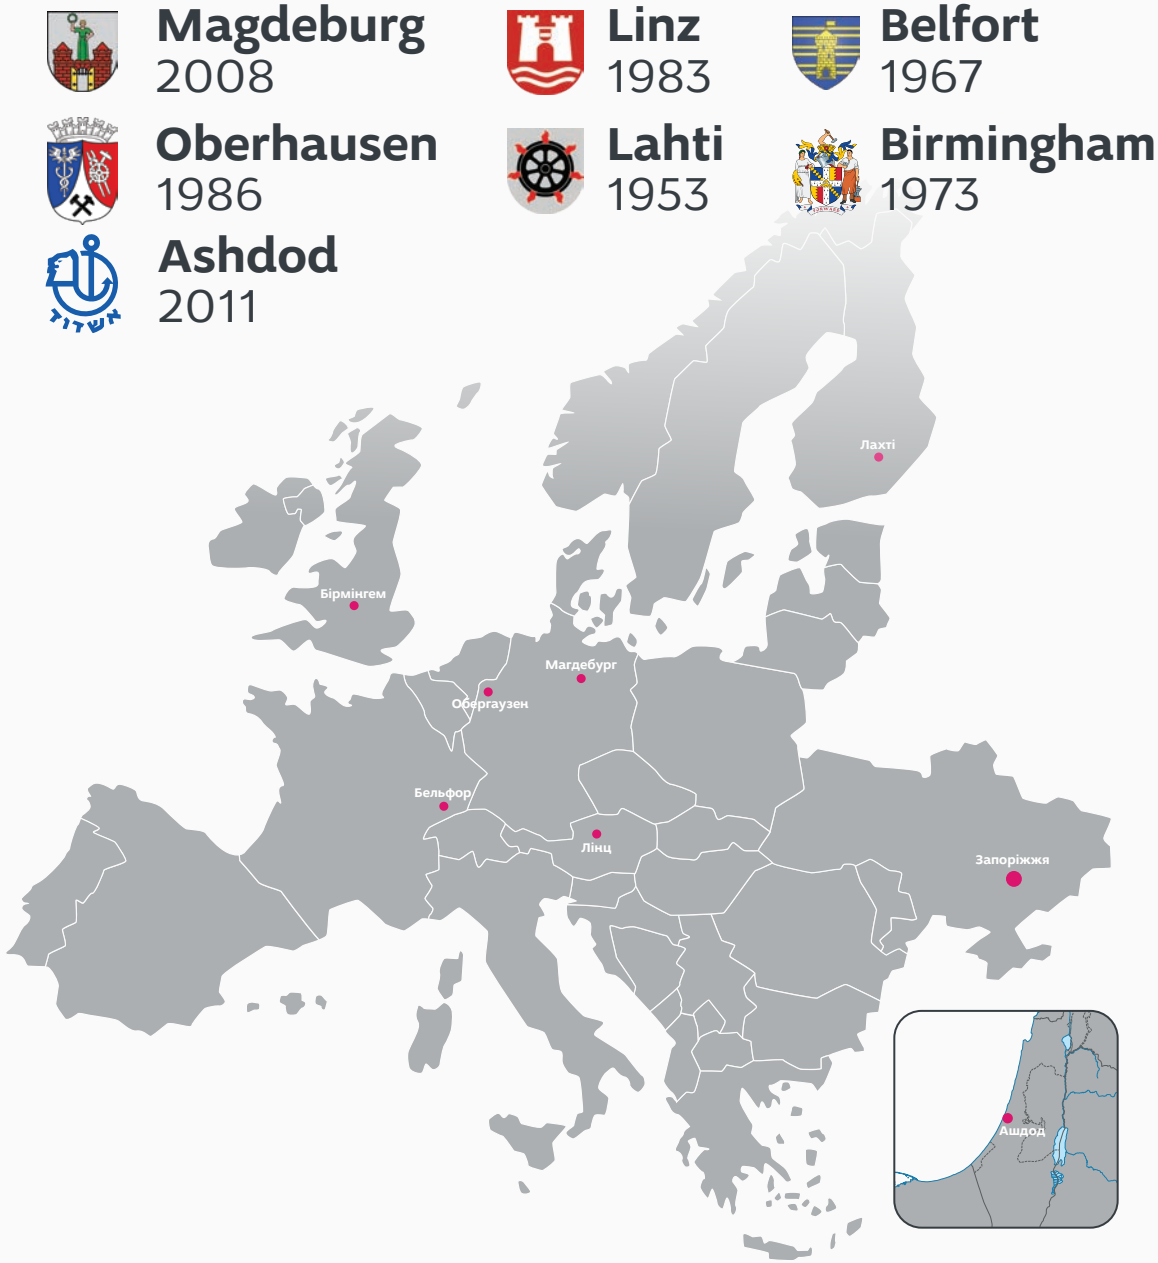 Magdeburg
2008
Linz
1983
Belfort
1967
Oberhausen
1986
Lahti
1953
Birmingham
1973
Ashdod
2011
אשדוד
Лахті
Бірмінгем
Магдебург
Обергаузен
Бельфор
Лінц
Запоріжжя
Ашдод